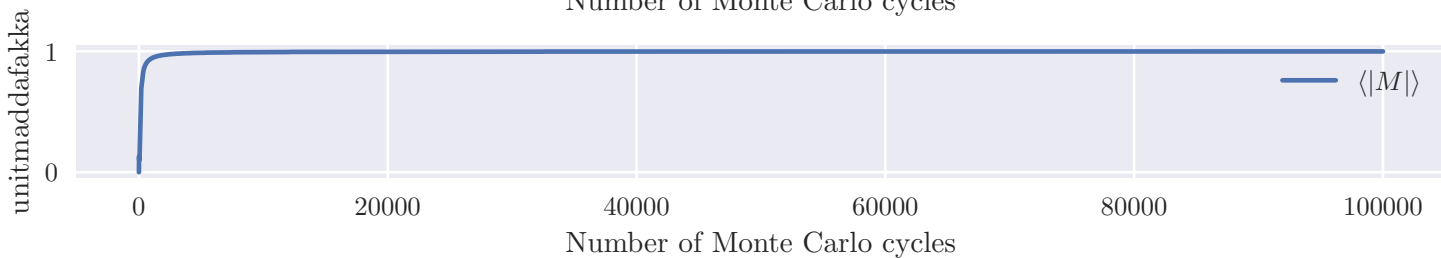 Number of Monte Carlo cycles
unitmaddafakka
1
0
⟨|M|⟩
0 20000 40000 60000 80000 100000
Number of Monte Carlo cycles